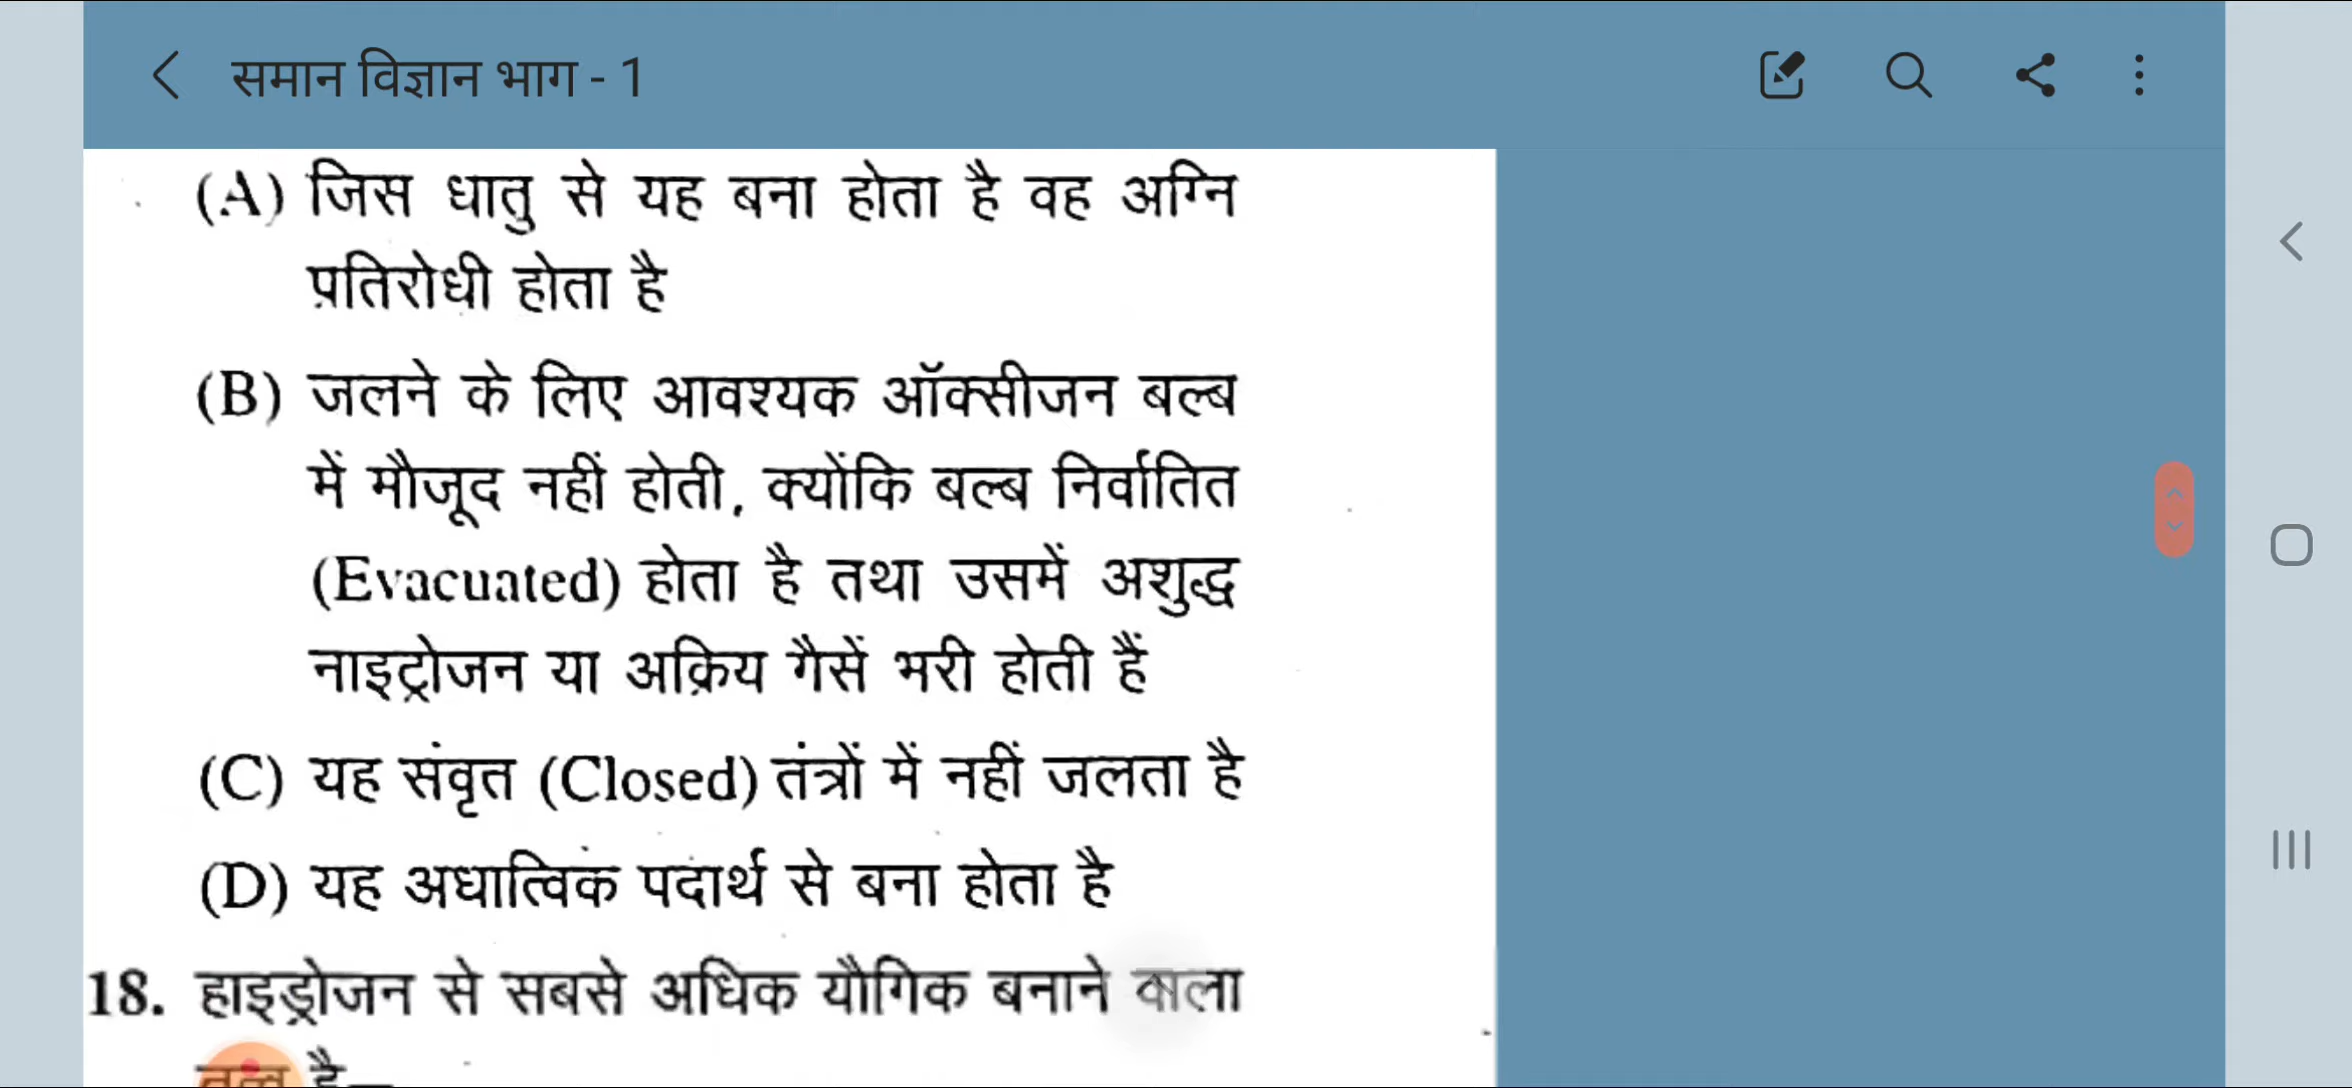 समान विज्ञान भाग - 1
(A) जिस धातु से यह बना होता है वह अग्नि
प्रतिरोधी होता है
(B) जलने के लिए आवश्यक ऑक्सीजन बल्ब
में मौजूद नहीं होती, क्योंकि बल्ब निर्वातित
(Evacuated) होता है तथा उसमें अशुद्ध
नाइट्रोजन या अक्रिय गैसें भरी होती हैं
(C) यह संवृत (Closed) तंत्रों में नहीं जलता है
(D) यह अधात्विक पदार्थ से बना होता है
18. हाइड्रोजन से सबसे अधिक यौगिक बनाने वाला
तत्व है–